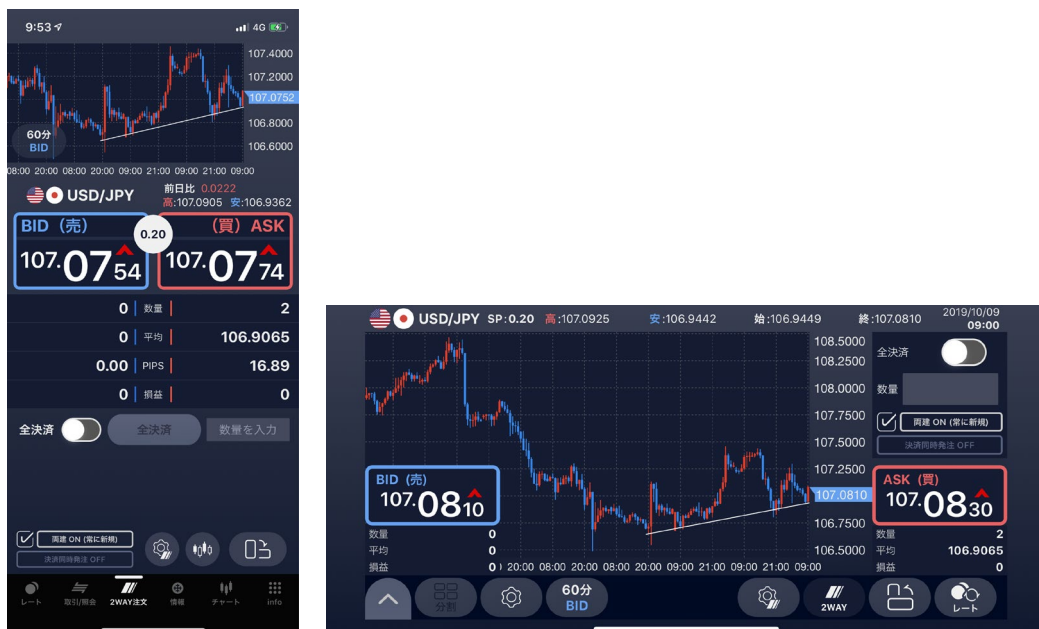 9:53
4G
107.4000
107.2000
107.0752
106.8000
106.6000
60分
BID
08:00 20:00 08:00 20:00 09:00 21:00 09:00 21:00 09:00
USD/JPY
前日比 0.0222
高:107.0905 安:106.9362
BID (売)
0.20
(買) ASK
107.0754
107.0774
0 数量 2
0 平均 106.9065
0.00 PIPS 16.89
0 損益 0
全決済
全決済
数量を入力
両建 ON (常に新規)
決済同時発注 OFF
レート
取引/照会
2WAY注文
情報
チャート
info
USD/JPY SP:0.20 高:107.0925 安:106.9442 始:106.9449 終:107.0810
2019/10/09
09:00
108.5000
108.2500
108.0000
107.7500
107.5000
107.2500
107.0810
106.7500
106.5000
全決済
数量
両建 ON (常に新規)
決済同時発注 OFF
BID (売)
107.0810
数量 0
平均 0
損益 0
ASK (買)
107.0830
数量 2
平均 106.9065
損益 0
20:00 08:00 20:00 08:00 20:00 09:00 21:00 09:00 21:00 09:00
分割
60分
BID
2WAY
レート